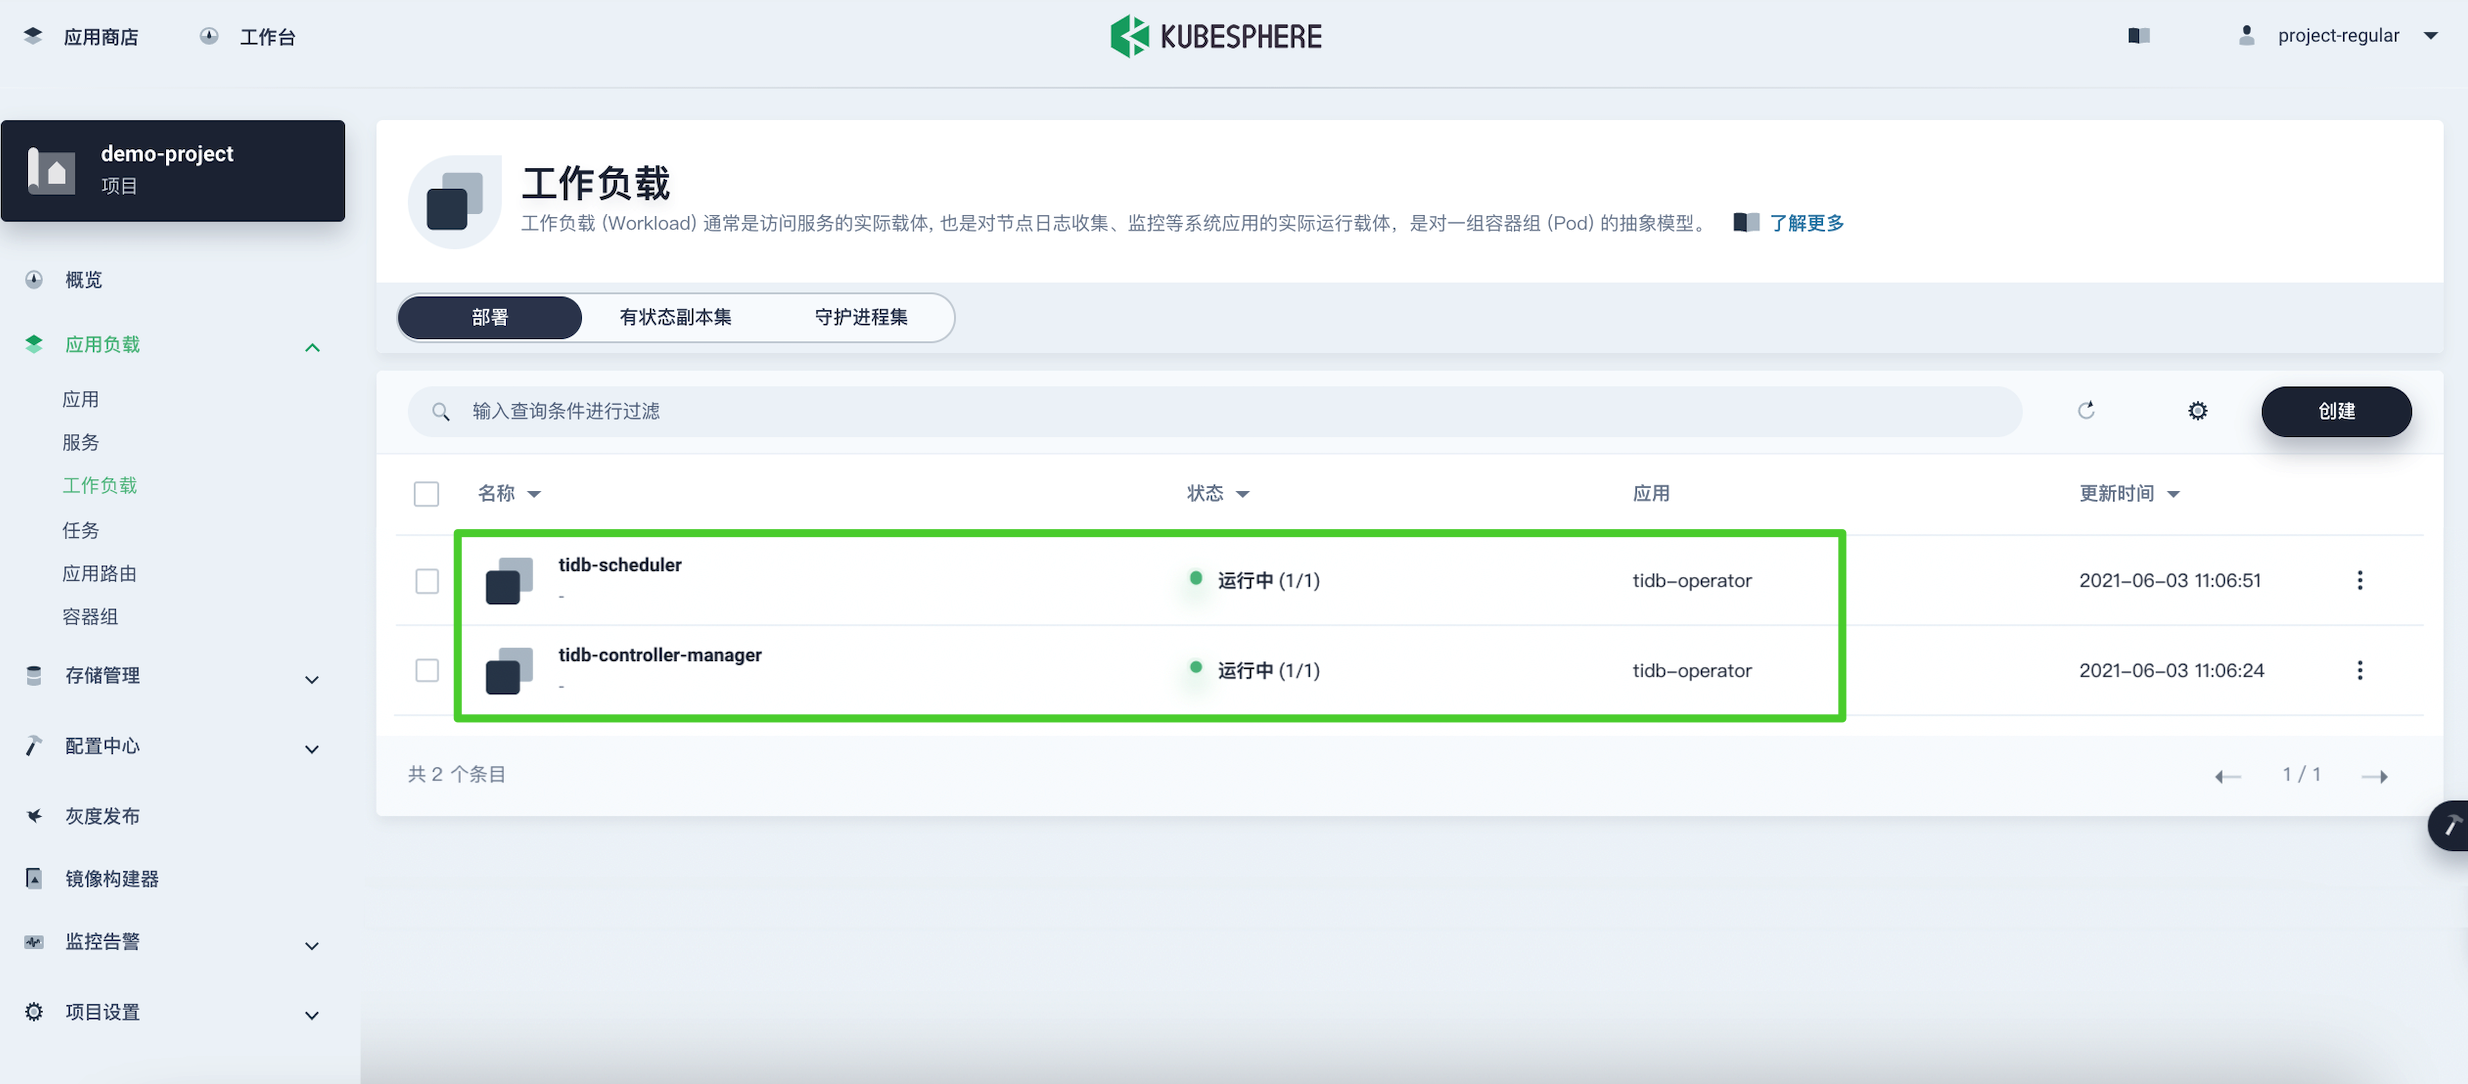 应用商店
工作台
KUBESPHERE
project-regular
demo-project
项目
概览
应用负载
应用
服务
工作负载
任务
应用路由
容器组
存储管理
配置中心
灰度发布
镜像构建器
监控告警
项目设置
工作负载
工作负载 (Workload) 通常是访问服务的实际载体, 也是对节点日志收集、监控等系统应用的实际运行载体，是对一组容器组 (Pod) 的抽象模型。 了解更多
部署 有状态副本集 守护进程集
输入查询条件进行过滤
创建
名称 状态 应用 更新时间
tidb-scheduler
-
运行中 (1/1)
tidb-operator
2021-06-03 11:06:51
tidb-controller-manager
-
运行中 (1/1)
tidb-operator
2021-06-03 11:06:24
共 2 个条目
1 / 1